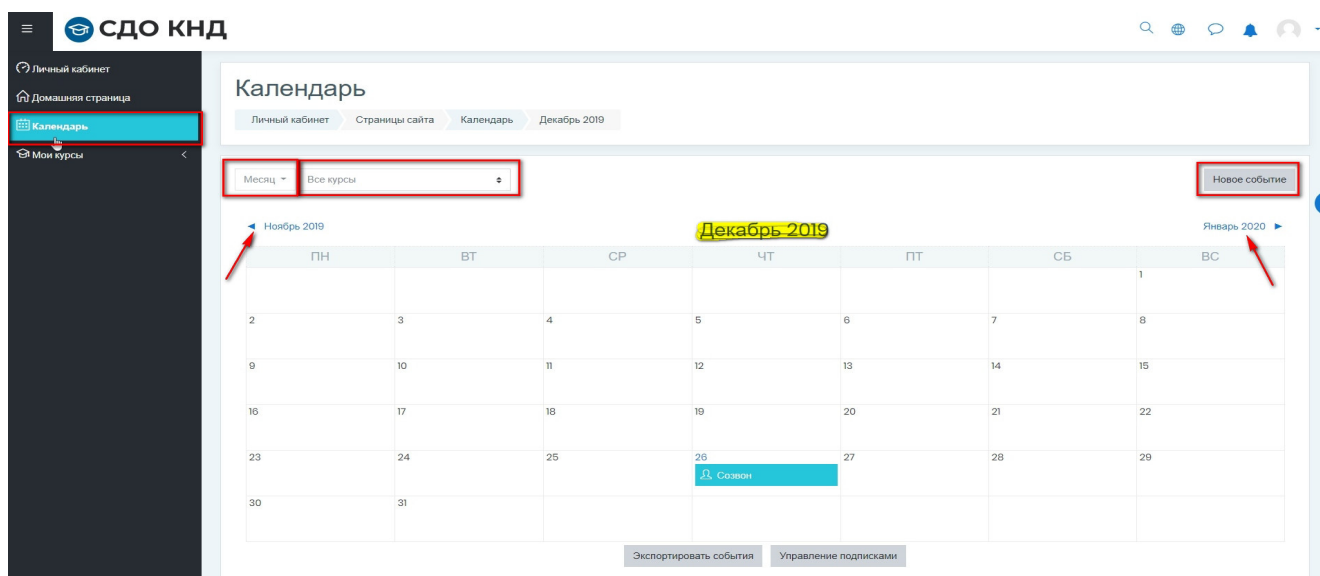 СДО КНД
Личный кабинет
Домашняя страница
Календарь
Мои курсы
Календарь
Личный кабинет Страницы сайта Календарь Декабрь 2019
Месяц Все курсы Новое событие
Ноябрь 2019 Декабрь 2019 Январь 2020
ПН ВТ СР ЧТ ПТ СБ ВС
1
2 3 4 5 6 7 8
9 10 11 12 13 14 15
16 17 18 19 20 21 22
23 24 25 26 27 28 29
Созвон
30 31
Экспортировать события Управление подписками